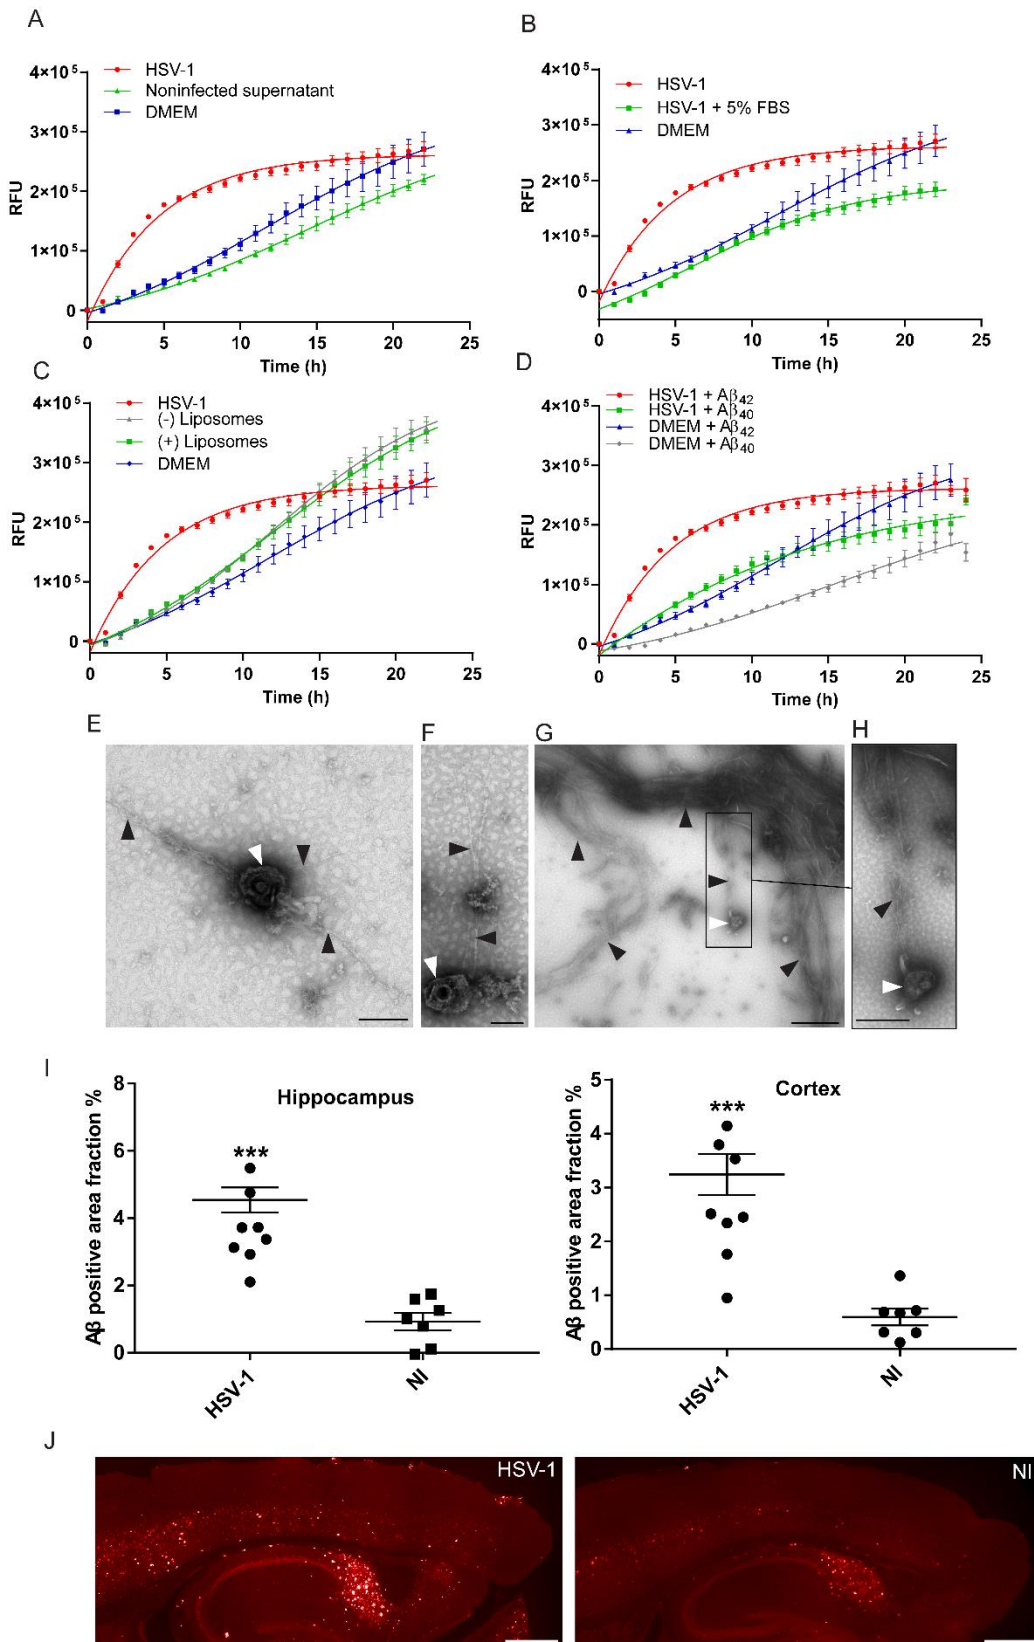 A
4×10⁵
3×10⁵
2×10⁵
1×10⁵
0
RFU
HSV-1
Noninfected supernatant
DMEM
0 5 10 15 20 25
Time (h)
B
4×10⁵
3×10⁵
2×10⁵
1×10⁵
0
RFU
HSV-1
HSV-1 + 5% FBS
DMEM
0 5 10 15 20 25
Time (h)
C
4×10⁵
3×10⁵
2×10⁵
1×10⁵
0
RFU
HSV-1
(-) Liposomes
(+) Liposomes
DMEM
0 5 10 15 20 25
Time (h)
D
4×10⁵
3×10⁵
2×10⁵
1×10⁵
0
RFU
HSV-1 + Aβ₄₂
HSV-1 + Aβ₄₀
DMEM + Aβ₄₂
DMEM + Aβ₄₀
0 5 10 15 20 25
Time (h)
E
F
G
H
I
Aβ positive area fraction %
8
6
4
2
0
Hippocampus
***
HSV-1
NI
Aβ positive area fraction %
5
4
3
2
1
0
Cortex
***
HSV-1
NI
J
HSV-1
NI